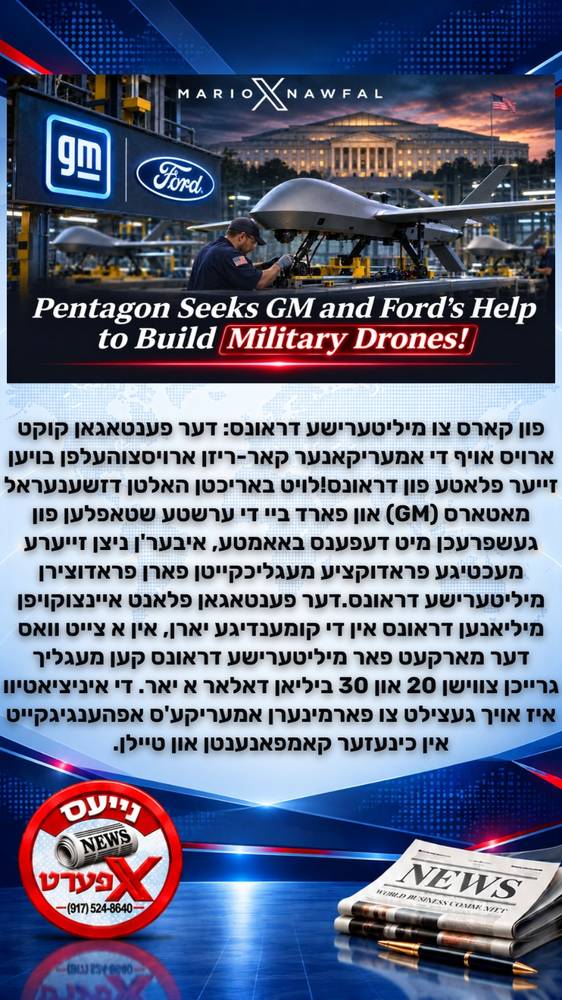 MARIO X NAWFAL
gm
Ford
Pentagon Seeks GM and Ford's Help
to Build Military Drones!
פון קארס צו מיליטערישע דראונס: דער פענטאגאן קוקט
ארויס אויף די אמעריקאנער קאר-ריזן ארויסצוהעלפן בויען
זייער פלאטע פון דראונס!לויט באריכטן האלטן דזשענעראל
מאטארס (GM) און פארד ביי די ערשטע שטאפלען פון
געשפרעכן מיט דעפענס באאמטע, איבער'ן ניצן זייערע
מעכטיגע פראדוקציע מעגליכקייטן פארן פראדוצירן
מיליטערישע דראונס.דער פענטאגאן פלאנט איינצוקויפן
מיליאנען דראונס אין די קומענדיגע יארן, אין א צייט וואס
דער מארקעט פאר מיליטערישע דראונס קען מעגליך
גרייכן צווישן 20 און 30 ביליאן דאלאר א יאר. די איניציאטיוו
איז אויך געצילט צו פארמינערן אמעריקע'ס אפהענגיגקייט
אין כינעזער קאמפאנענטן און טיילן.
נייעס
NEWS
Xפערט
(917) 524-8640
NEWS
WORLD BUSINESS